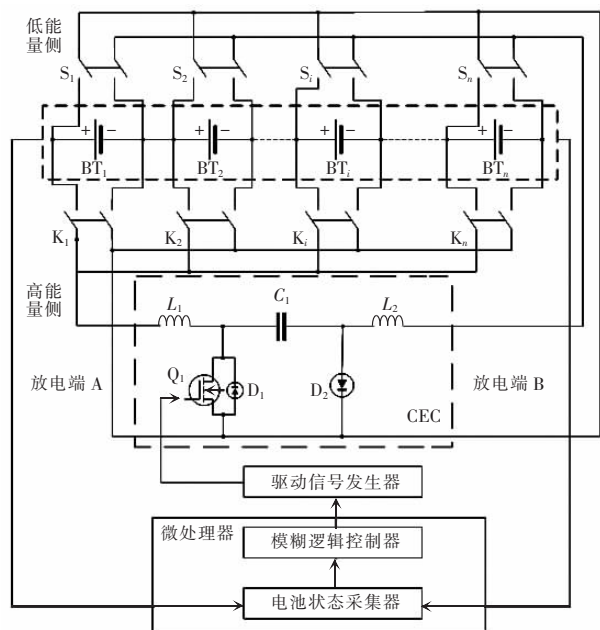 低能
量侧
S1 S2 Si Sn
+ − + − + − + −
BT1 BT2 BTi BTn
K1 K2 Ki Kn
高能
量侧
L1 C1 L2
放电端 A
Q1 D1 D2
放电端 B
CEC
驱动信号发生器
微处理器
模糊逻辑控制器
电池状态采集器